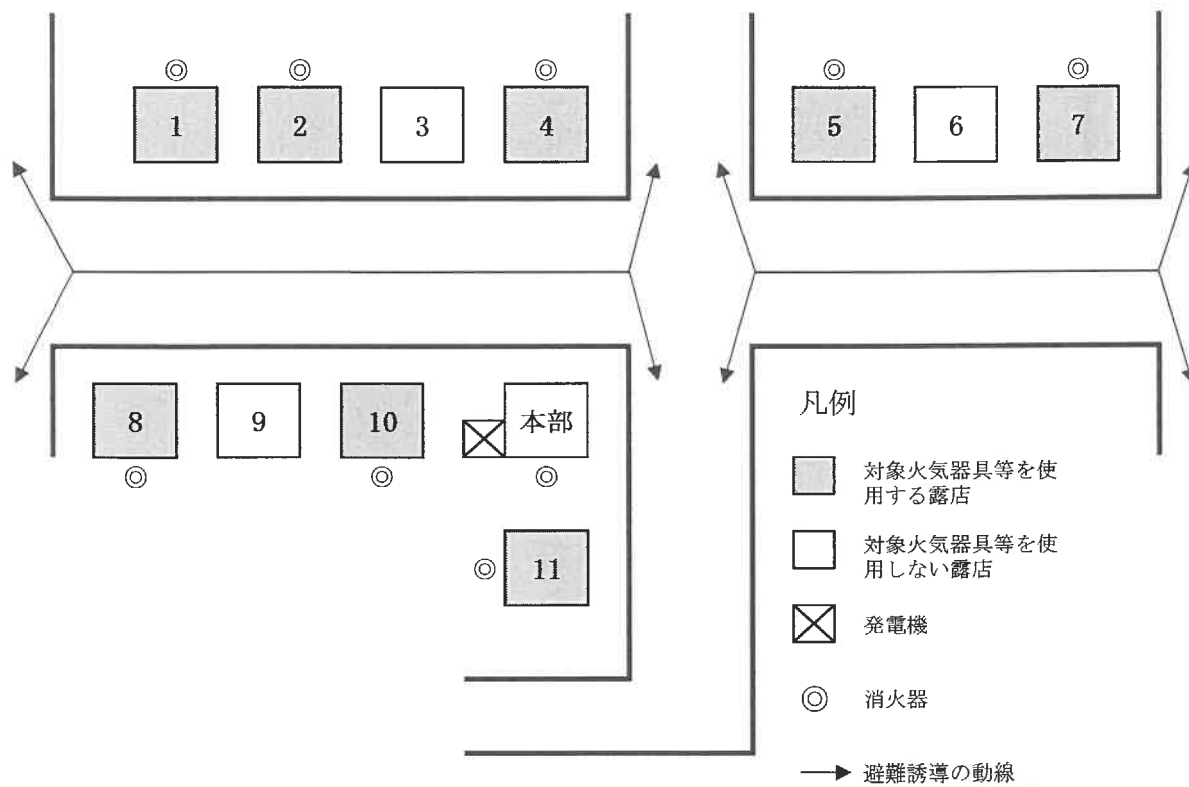 1
2
3
4
5
6
7
8
9
10
本部
11
凡例
対象火気器具等を使
用する露店
対象火気器具等を使
用しない露店
発電機
消火器
避難誘導の動線